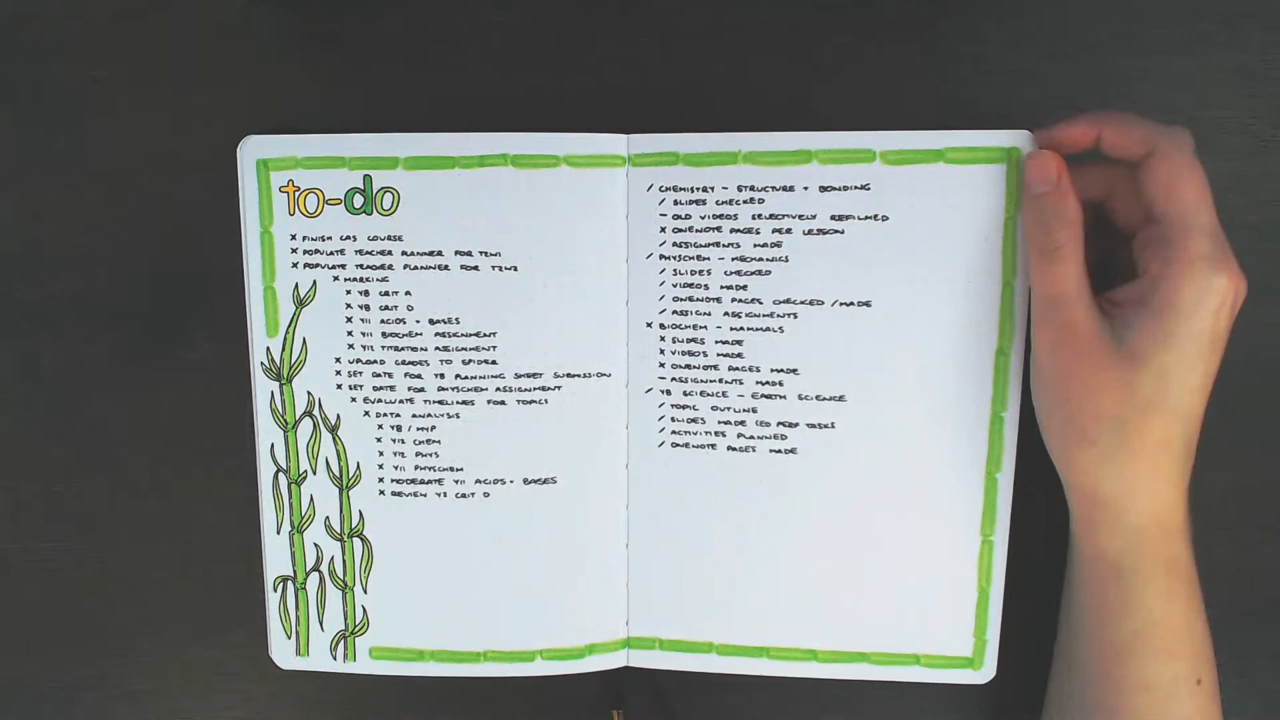 to-do
x FINISH CAS COURSE
x POPULATE TEACHER PLANNER FOR T2W1
x POPULATE TEACHER PLANNER FOR T2W2
x MARKING
x Y8 CRIT A
x Y8 CRIT D
x Y11 ACIDS + BASES
x Y11 BIOCHEM ASSIGNMENT
x Y12 TITRATION ASSIGNMENT
x UPLOAD GRADES TO SPIDER
x SET DATE FOR Y8 PLANNING SHEET SUBMISSION
x SET DATE FOR PHYSCHEM ASSIGNMENT
x EVALUATE TIMELINES FOR TOPICS
x DATA ANALYSIS
x Y8 / MYP
x Y12 CHEM
x Y12 PHYS
x Y11 PHYSCHEM
x MODERATE Y11 ACIDS + BASES
x REVIEW CRIT D
/ CHEMISTRY - STRUCTURE + BONDING
/ SLIDES CHECKED
- OLD VIDEOS SELECTIVELY REFILMED
x ONENOTE PAGES PER LESSON
/ ASSIGNMENTS MADE
/ PHYSCHEM - MECHANICS
/ SLIDES CHECKED
/ VIDEOS MADE
/ ONENOTE PAGES CHECKED / MADE
/ ASSIGN ASSIGNMENTS
x BIOCHEM - MAMMALS
x SLIDES MADE
x VIDEOS MADE
x ONENOTE PAGES MADE
- ASSIGNMENTS MADE
/ Y8 SCIENCE - EARTH SCIENCE
/ TOPIC OUTLINE
/ SLIDES MADE TASKS
/ ACTIVITIES PLANNED
/ ONENOTE PAGES MADE